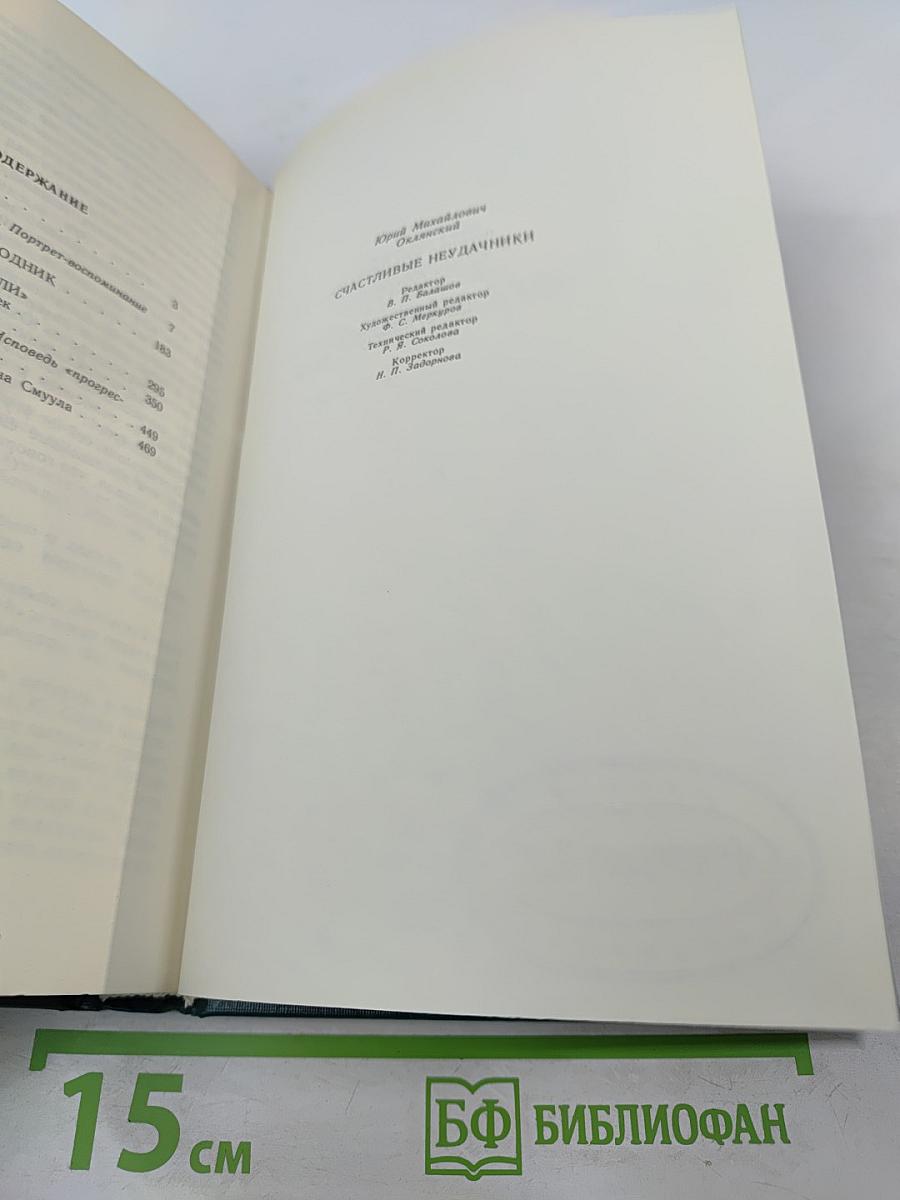 ОДЕРЖАНИЕ
3
Портрет-воспоминание
7
ОДНИК
183
ЛИ»
ек
295
Исповедь «прогрес-
350
на Смуула
449
469
Юрий Михайлович
Оклянский
СЧАСТЛИВЫЕ НЕУДАЧНИКИ
Редактор
В. П. Балашов
Художественный редактор
Ф. С. Меркуров
Технический редактор
Р. Я. Соколова
Корректор
Н. П. Задорнова
15 см
БФ БИБЛИОФАН